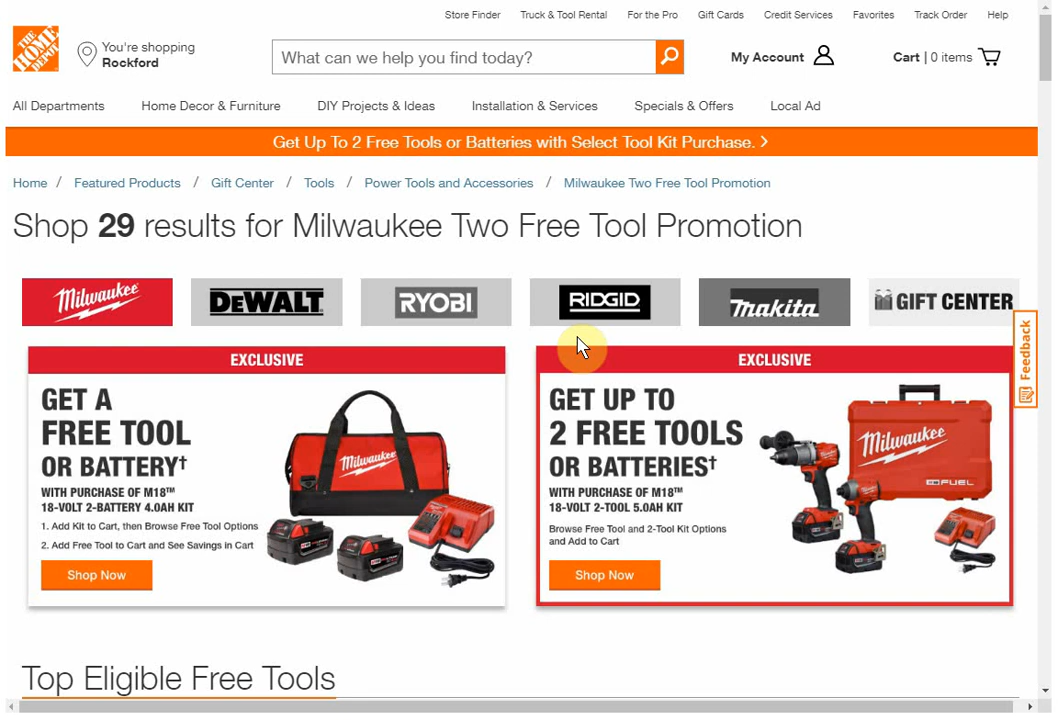 Store Finder Truck & Tool Rental For the Pro Gift Cards Credit Services Favorites Track Order Help
THE HOME DEPOT
You're shopping
Rockford
What can we help you find today?
My Account
Cart | 0 items
All Departments Home Decor & Furniture DIY Projects & Ideas Installation & Services Specials & Offers Local Ad
Get Up To 2 Free Tools or Batteries with Select Tool Kit Purchase. >
Home / Featured Products / Gift Center / Tools / Power Tools and Accessories / Milwaukee Two Free Tool Promotion
Shop 29 results for Milwaukee Two Free Tool Promotion
Milwaukee DEWALT RYOBI RIDGID makita GIFT CENTER
Feedback
EXCLUSIVE
GET A
FREE TOOL
OR BATTERY†
WITH PURCHASE OF M18™
18-VOLT 2-BATTERY 4.0AH KIT
1. Add Kit to Cart, then Browse Free Tool Options
2. Add Free Tool to Cart and See Savings in Cart
Shop Now
Milwaukee
EXCLUSIVE
GET UP TO
2 FREE TOOLS
OR BATTERIES†
WITH PURCHASE OF M18™
18-VOLT 2-TOOL 5.0AH KIT
Browse Free Tool and 2-Tool Kit Options
and Add to Cart
Shop Now
Milwaukee
FUEL
Top Eligible Free Tools